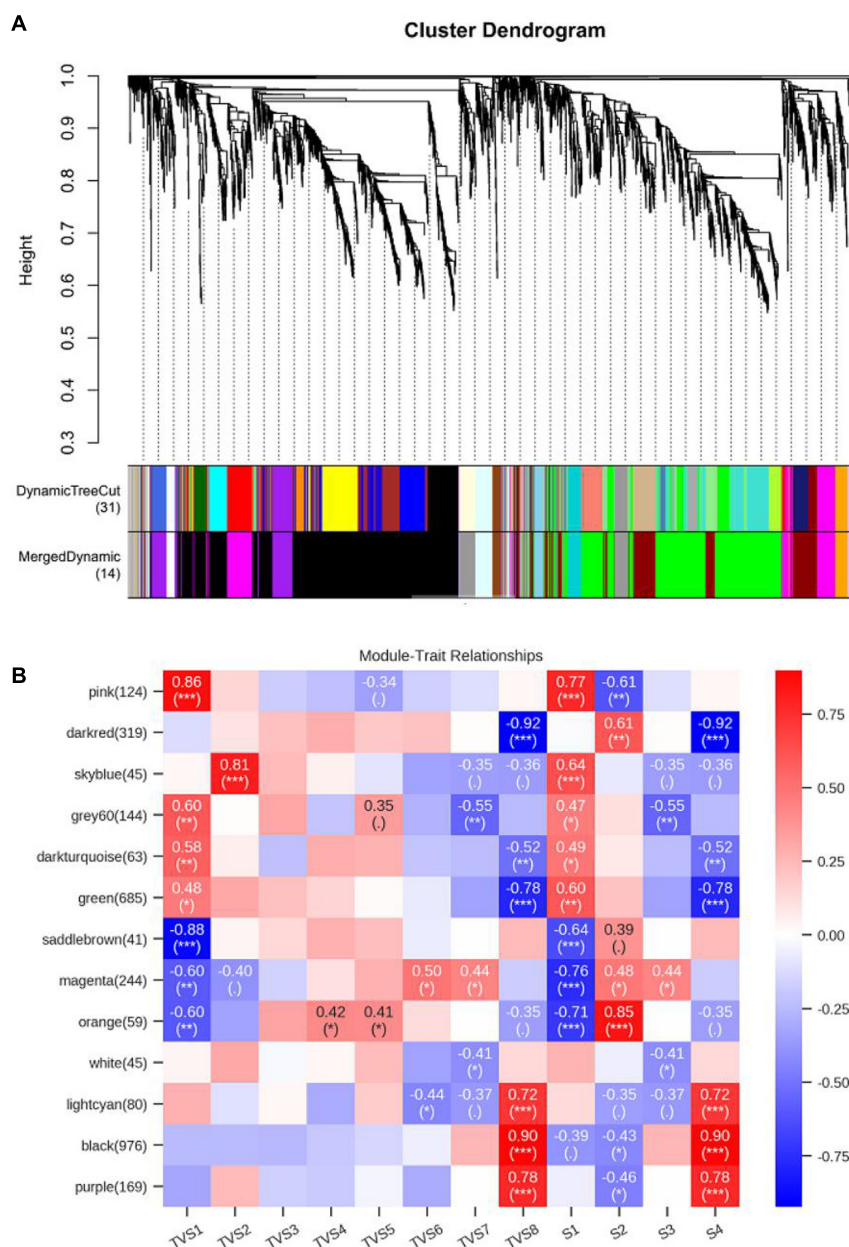 A
Cluster Dendrogram
Height
1.0
0.9
0.8
0.7
0.6
0.5
0.4
0.3
DynamicTreeCut
(31)
MergedDynamic
(14)
B
Module-Trait Relationships
pink(124)
0.86 -0.34 0.77 -0.61
(***) (.) (***) (**)
darkred(319)
-0.92 0.61 -0.92
(***) (**) (***)
skyblue(45)
0.81 -0.35 -0.36 0.64 -0.35 -0.36
(***) (.) (.) (***) (.) (.)
grey60(144)
0.60 0.35 -0.55 0.47 -0.55
(**) (.) (**) (*) (**)
darkturquoise(63)
0.58 -0.52 0.49 -0.52
(**) (**) (*) (**)
green(685)
0.48 -0.78 0.60 -0.78
(*) (***) (**) (***)
saddlebrown(41)
-0.88 -0.64 0.39
(***) (***) (.)
magenta(244)
-0.60 -0.40 0.50 0.44 -0.76 0.48 0.44
(**) (.) (*) (*) (***) (*) (*)
orange(59)
-0.60 0.42 0.41 -0.35 -0.71 0.85 -0.35
(**) (*) (*) (.) (***) (***) (.)
white(45)
-0.41 -0.41
(*) (*)
lightcyan(80)
-0.44 -0.37 0.72 -0.35 -0.37 0.72
(*) (.) (***) (.) (.) (***)
black(976)
0.90 -0.39 -0.43 0.90
(***) (.) (*) (***)
purple(169)
0.78 -0.46 0.78
(***) (*) (***)
TVS1 TVS2 TVS3 TVS4 TVS5 TVS6 TVS7 TVS8 S1 S2 S3 S4
0.75
0.50
0.25
0.00
-0.25
-0.50
-0.75